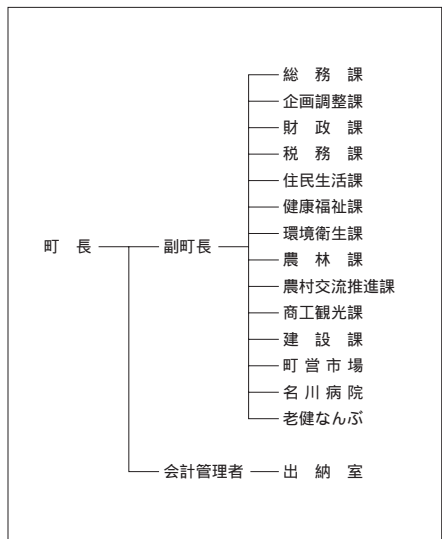 総務課
企画調整課
財政課
税務課
住民生活課
健康福祉課
環境衛生課
町長 副町長 農林課
農村交流推進課
商工観光課
建設課
町営市場
名川病院
老健なんぶ
会計管理者 出納室